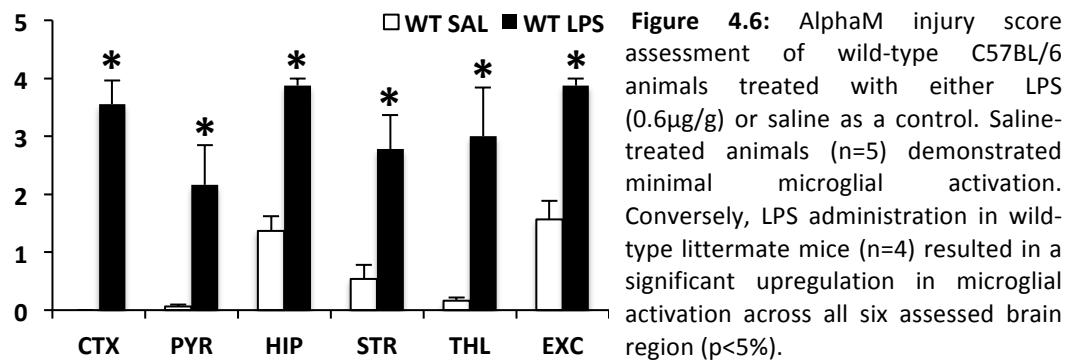 5
4
3
2
1
0
WT SAL WT LPS
* * * * * *
CTX PYR HIP STR THL EXC
Figure 4.6: AlphaM injury score
assessment of wild-type C57BL/6
animals treated with either LPS
(0.6µg/g) or saline as a control. Saline-
treated animals (n=5) demonstrated
minimal microglial activation.
Conversely, LPS administration in wild-
type littermate mice (n=4) resulted in a
significant upregulation in microglial
activation across all six assessed brain
region (p<5%).